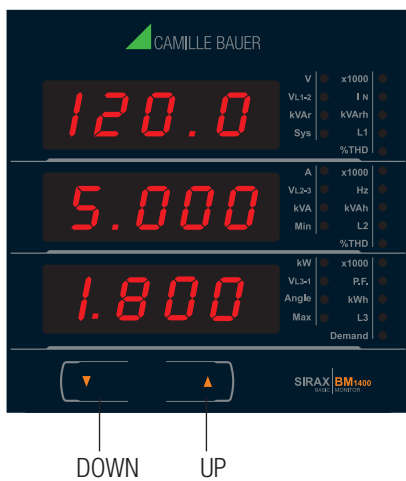 CAMILLE BAUER
120.0
V x1000
VL1-2 IN
kVAr kVArh
Sys L1
%THD
5.000
A x1000
VL2-3 Hz
kVA kVAh
Min L2
%THD
1.800
kW x1000
VL3-1 P.F.
Angle kWh
Max L3
Demand
▼ ▲
SIRAX BM1400
BASIC MONITOR
DOWN UP